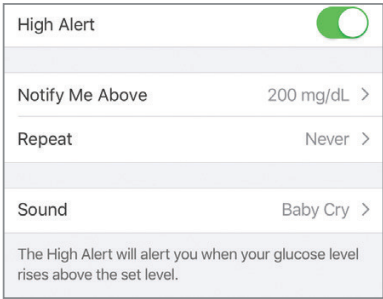 High Alert
Notify Me Above 200 mg/dL >
Repeat Never >
Sound Baby Cry >
The High Alert will alert you when your glucose level
rises above the set level.